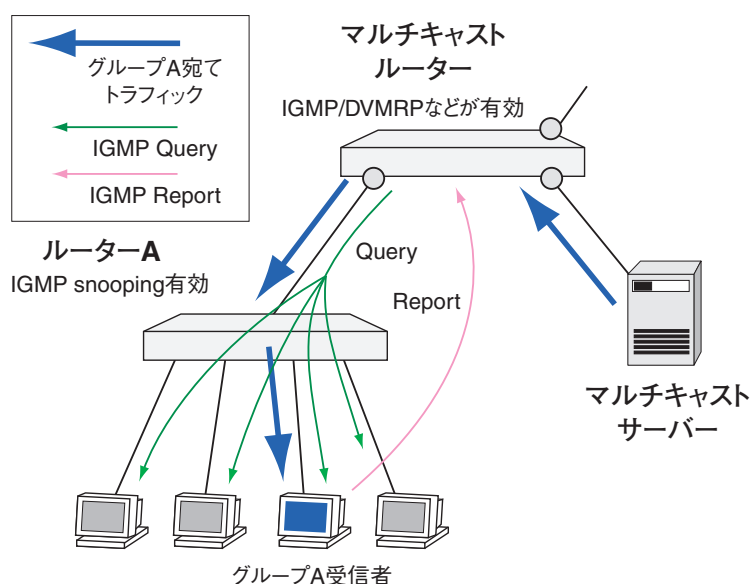 グループA宛て
トラフィック
IGMP Query
IGMP Report
マルチキャスト
ルーター
IGMP/DVMRPなどが有効
ルーターA
IGMP snooping有効
Query
Report
マルチキャスト
サーバー
グループA受信者